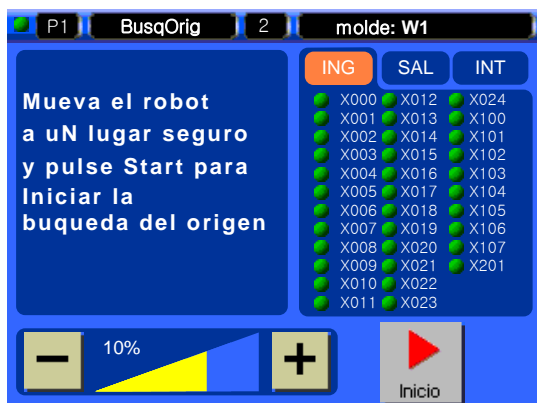 P1 BusqOrig 2 molde: W1
ING SAL INT
Mueva el robot
a uN lugar seguro
y pulse Start para
Iniciar la
buqueda del origen
X000 X012 X024
X001 X013 X100
X002 X014 X101
X003 X015 X102
X004 X016 X103
X005 X017 X104
X006 X018 X105
X007 X019 X106
X008 X020 X107
X009 X021 X201
X010 X022
X011 X023
10%
Inicio